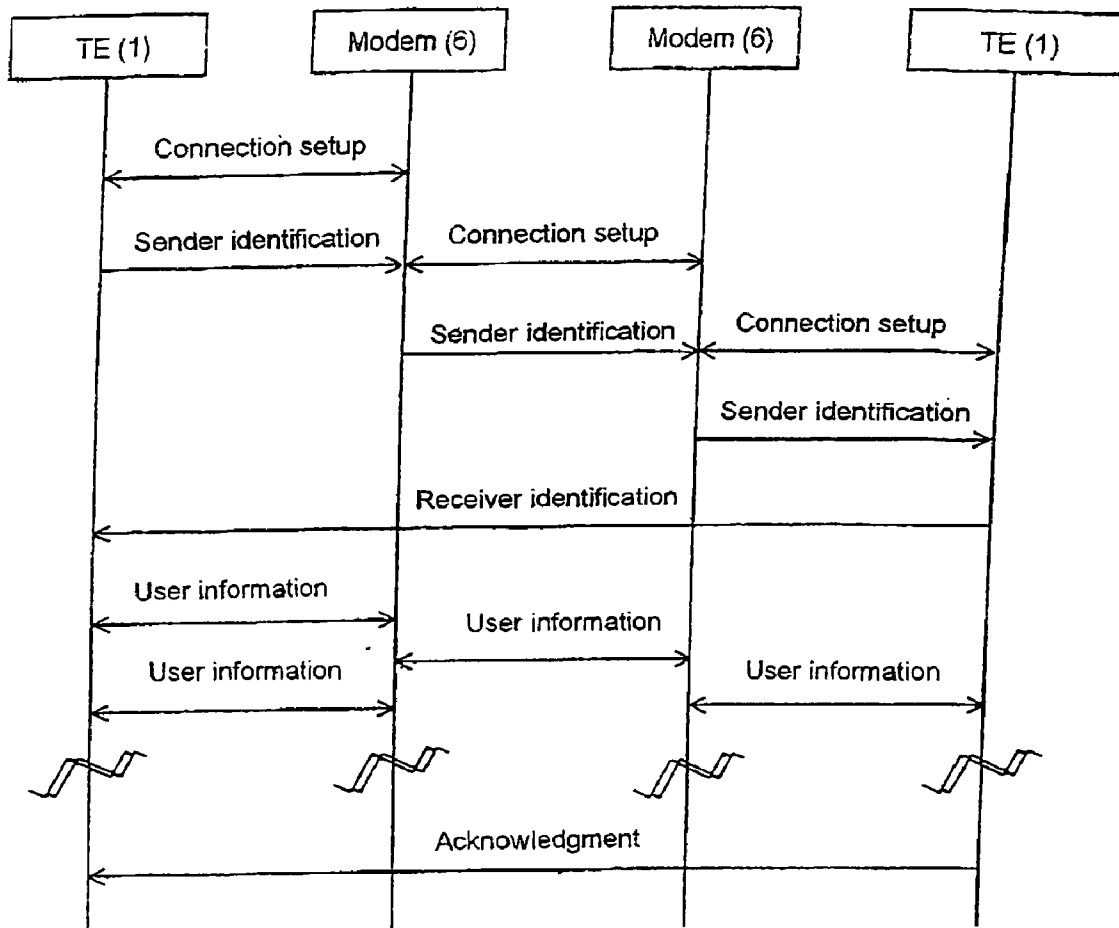 TE (1)
Modem (6)
Modem (6)
TE (1)
Connection setup
Sender identification
Connection setup
Sender identification
Connection setup
Sender identification
Receiver identification
User information
User information
User information
User information
Acknowledgment